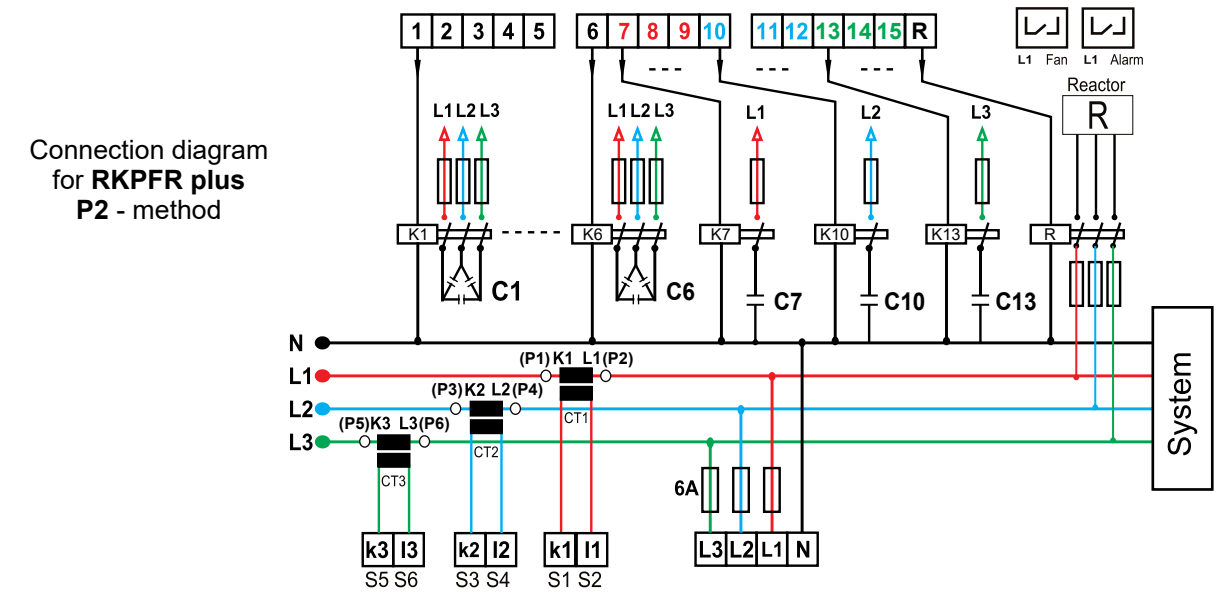 Connection diagram
for RKPFR plus
P2 - method
1 2 3 4 5
6 7 8 9 10
11 12 13 14 15 R
L1 Fan
L1 Alarm
Reactor
R
L1 L2 L3
L1 L2 L3
L1
L2
L3
K1
K6
K7
K10
K13
R
C1
C6
C7
C10
C13
N
(P1) K1 L1 (P2)
L1
(P3) K2 L2 (P4)
CT1
L2
(P5) K3 L3 (P6)
CT2
L3
CT3
System
6A
k3 l3
k2 l2
k1 l1
L3 L2 L1 N
S5 S6
S3 S4
S1 S2